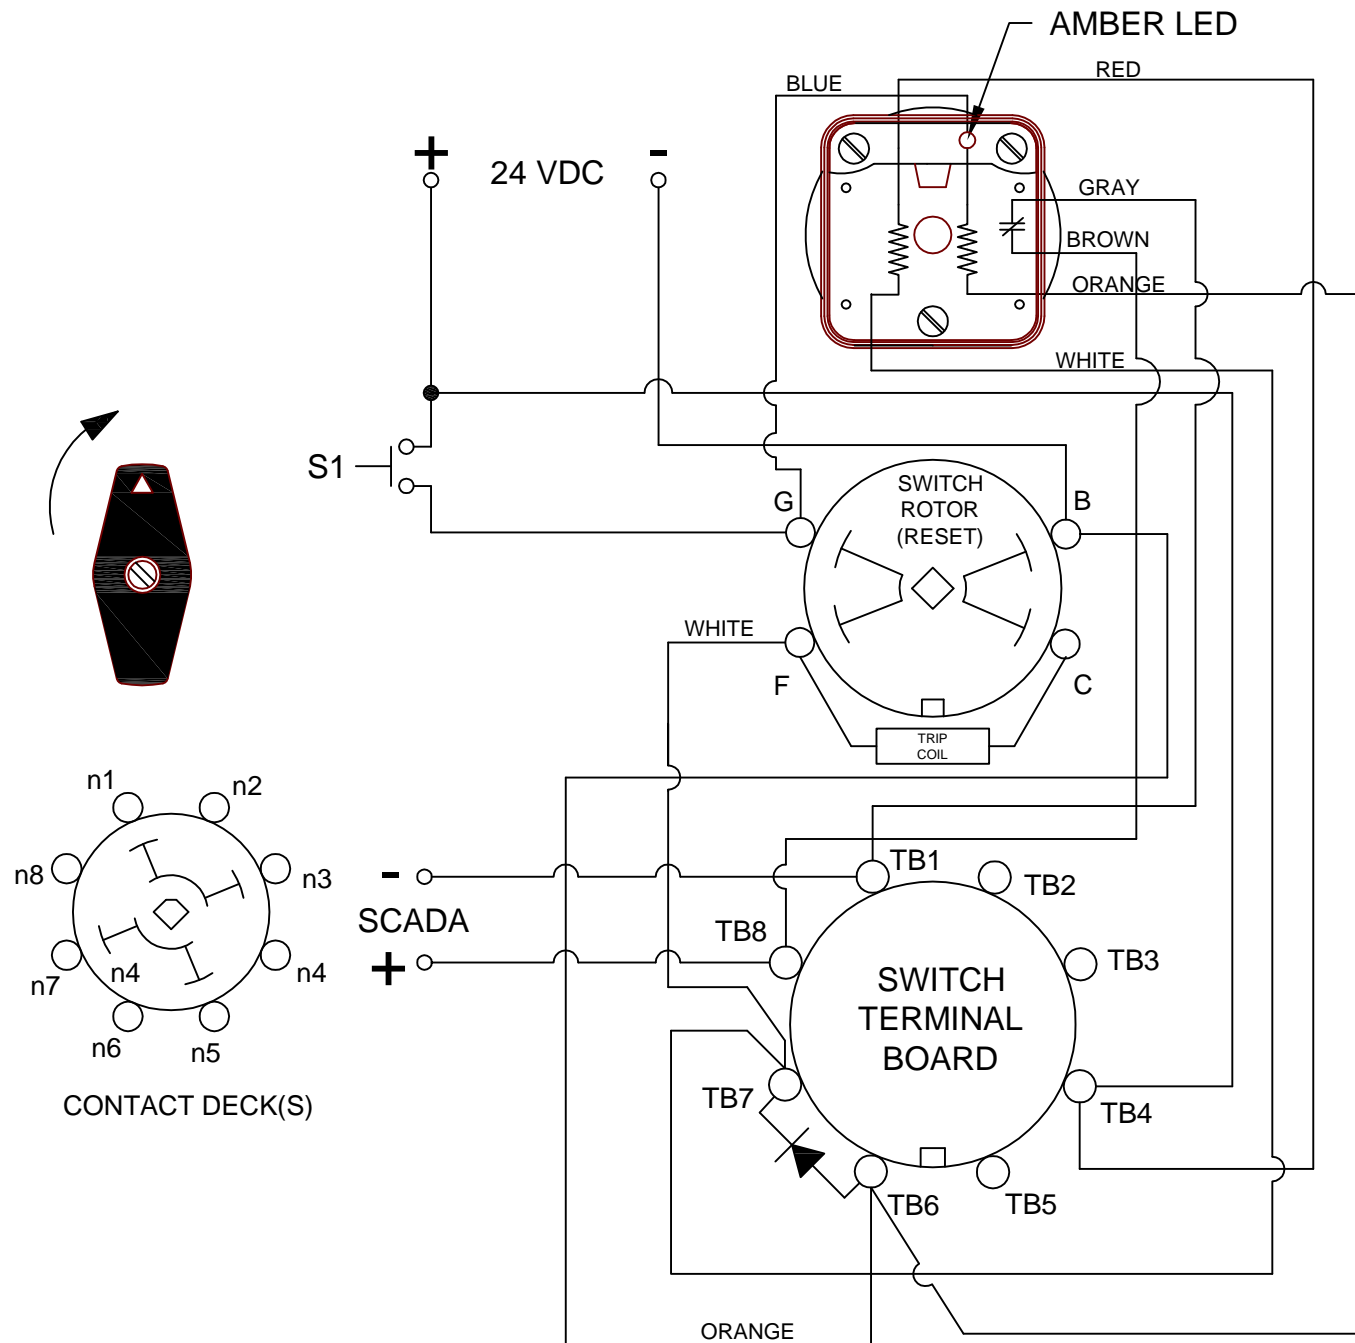 AMBER LED
RED
BLUE
+
24 VDC
-
GRAY
BROWN
ORANGE
WHITE
S1
G
SWITCH
ROTOR
(RESET)
B
WHITE
F
C
TRIP
COIL
n1
n2
n8
n3
n7
n4
n4
n6
n5
CONTACT DECK(S)
-
SCADA
+
TB1
TB2
TB8
TB3
SWITCH
TERMINAL
BOARD
TB7
TB4
TB6
TB5
ORANGE